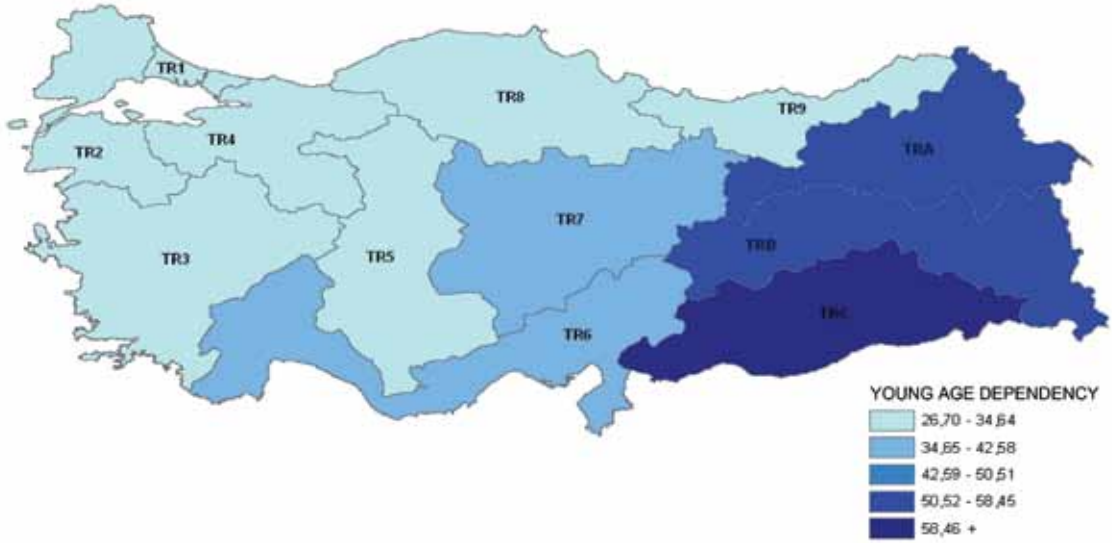 TR1
TR8
TR9
TR4
TR2
TRA
TR7
TRB
TR3
TR5
TRC
TR6
YOUNG AGE DEPENDENCY
26,70 - 34,64
34,65 - 42,58
42,59 - 50,51
50,52 - 58,45
58,46 +